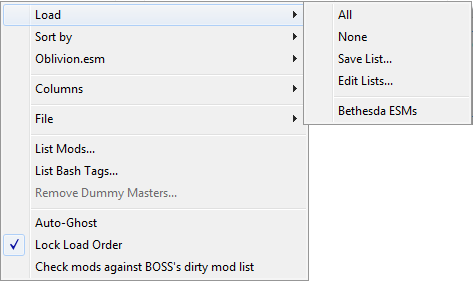 Load
Sort by
Oblivion.esm
Columns
File
List Mods...
List Bash Tags...
Remove Dummy Masters...
Auto-Ghost
Lock Load Order
Check mods against BOSS's dirty mod list
All
None
Save List...
Edit Lists...
Bethesda ESMs